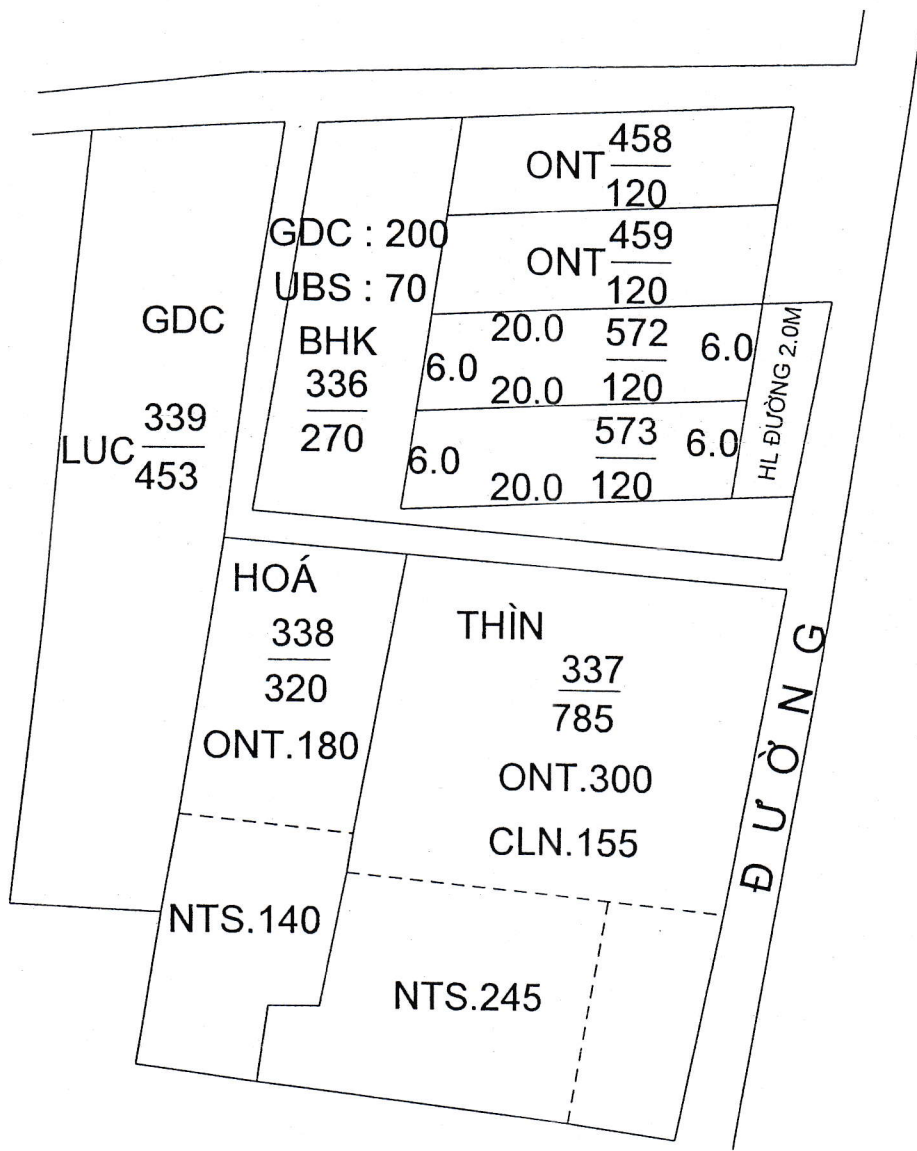 ONT 458
120
ONT 459
120
GDC : 200
UBS : 70
BHK
336
270
20.0 572 6.0
6.0 20.0 120
573 6.0
6.0 20.0 120
HL ĐƯỜNG 2.0M
GDC
LUC 339
453
HOÁ
338
320
ONT.180
NTS.140
THÌN
337
785
ONT.300
CLN.155
NTS.245
ĐƯỜNG